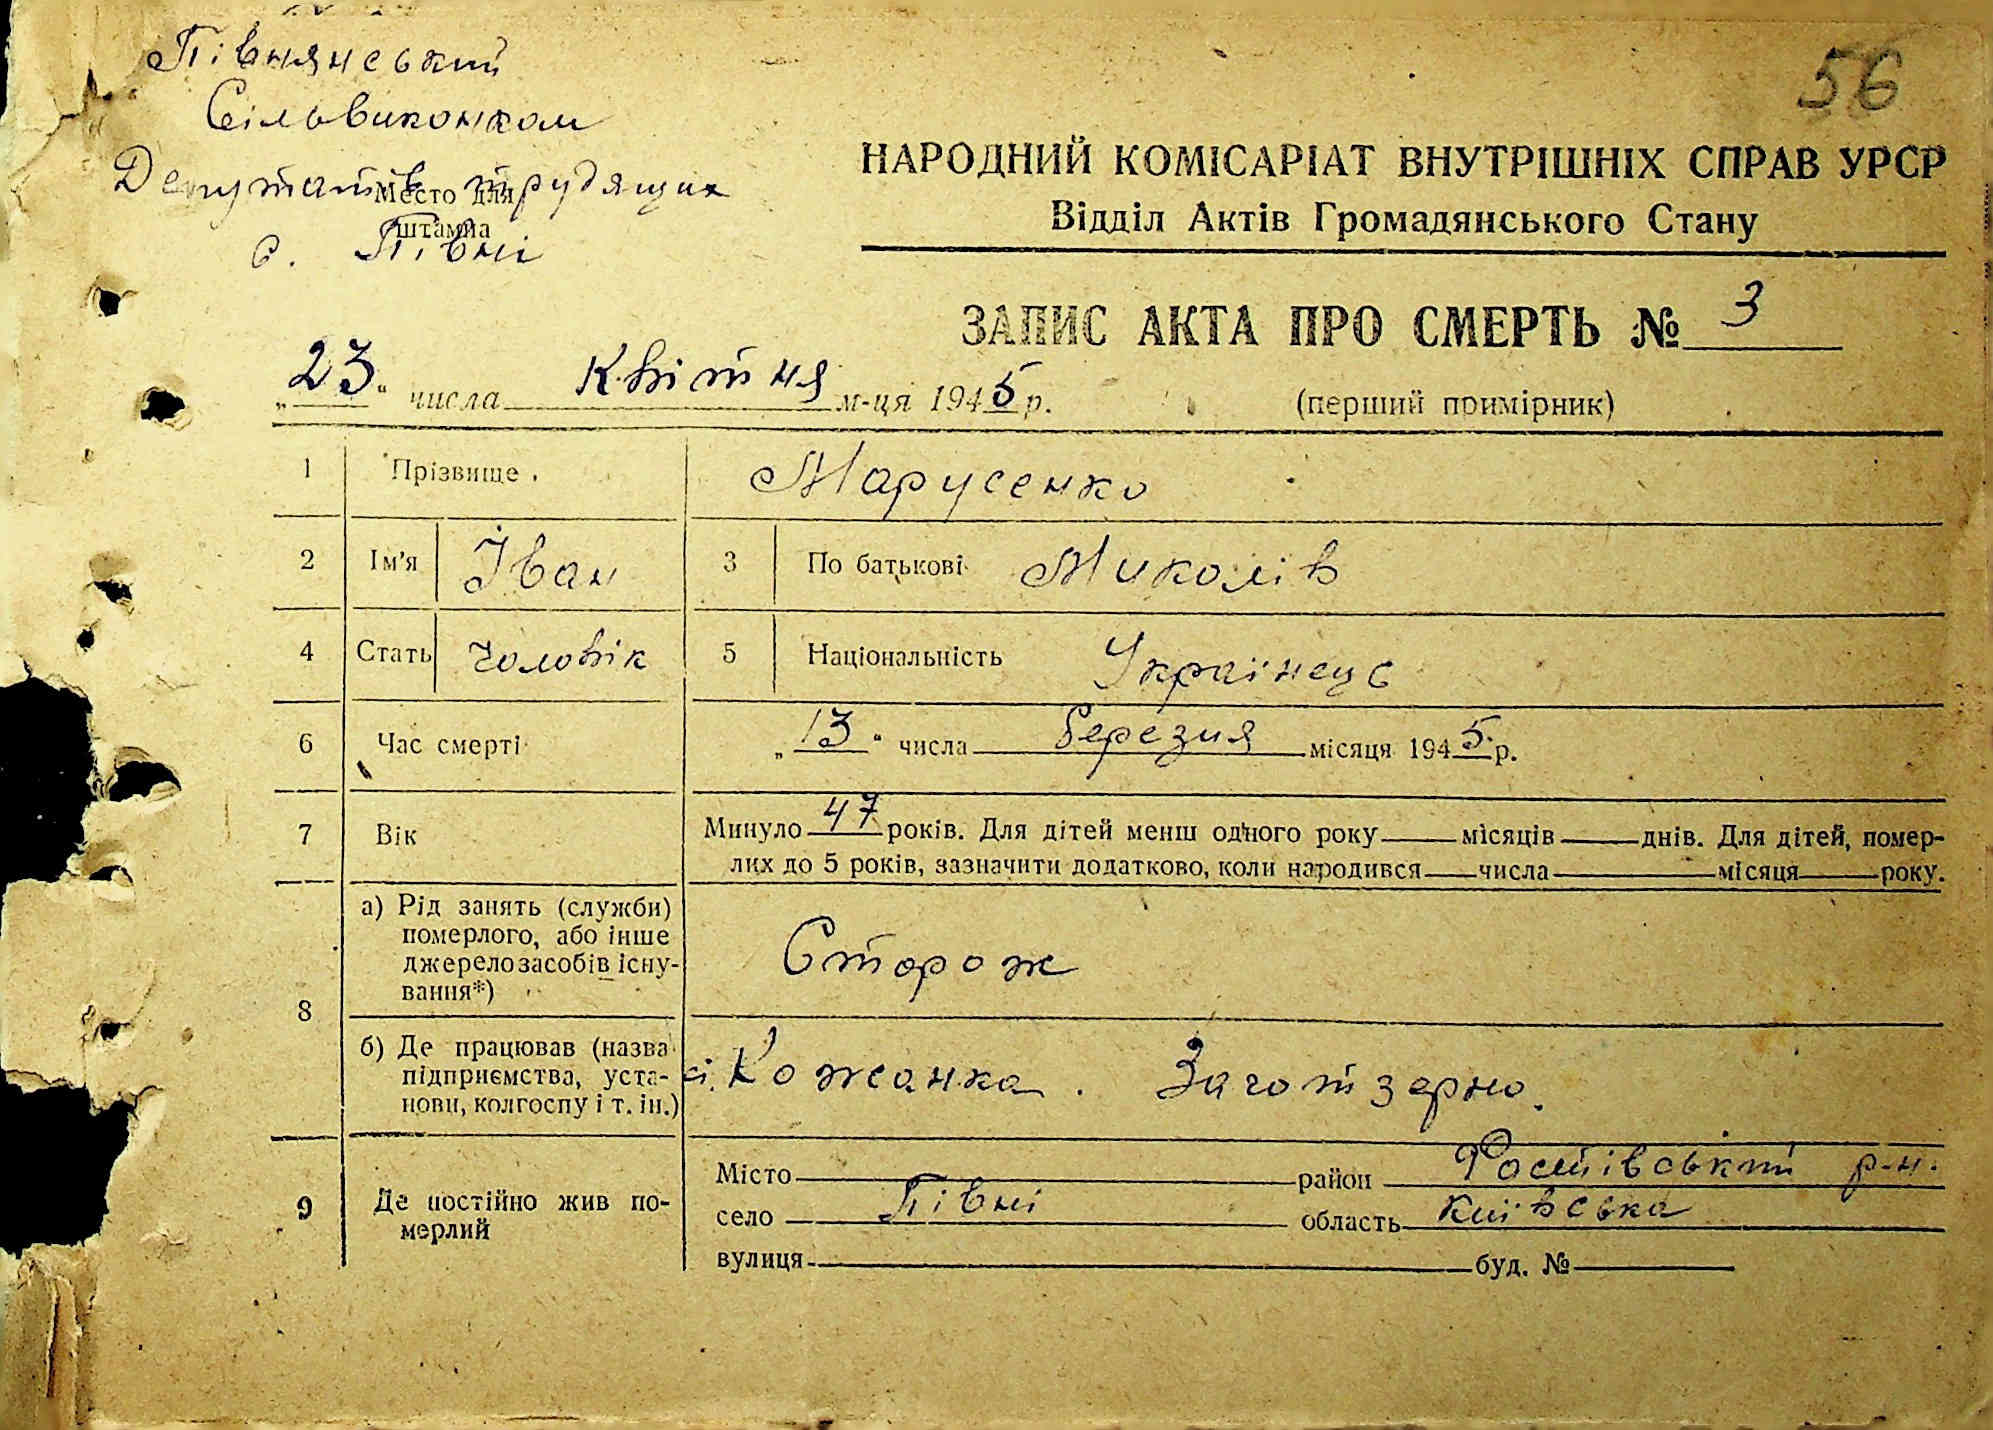 Півнянський
Сільвиконком
Депутатів трудящих
Место для
штампа
с. Півні
56
НАРОДНИЙ КОМІСАРІАТ ВНУТРІШНІХ СПРАВ УРСР
Відділ Актів Громадянського Стану
ЗАПИС АКТА ПРО СМЕРТЬ № 3
„23“ числа Квітня м-ця 1945 р.
(перший примірник)
1 Прізвище Марусенко
2 Ім'я Іван 3 По батькові Миколів
4 Стать Чоловік 5 Національність Українець
6 Час смерті „13“ числа березня місяця 1945 р.
7 Вік Минуло 47 років. Для дітей менш одного року місяців днів. Для дітей, помер-
лих до 5 років, зазначити додатково, коли народився числа місяця року.
8 а) Рід занять (служби)
померлого, або інше
джерело засобів існу-
вання*)
Сторож
б) Де працював (назва
підприємства, уста-
нови, колгоспу і т. ін.)
Кожанка. Заготзерно.
9 Де постійно жив по-
мерлий
Місто район Фастівський р-н.
село Півні область Київська
вулиця буд. №